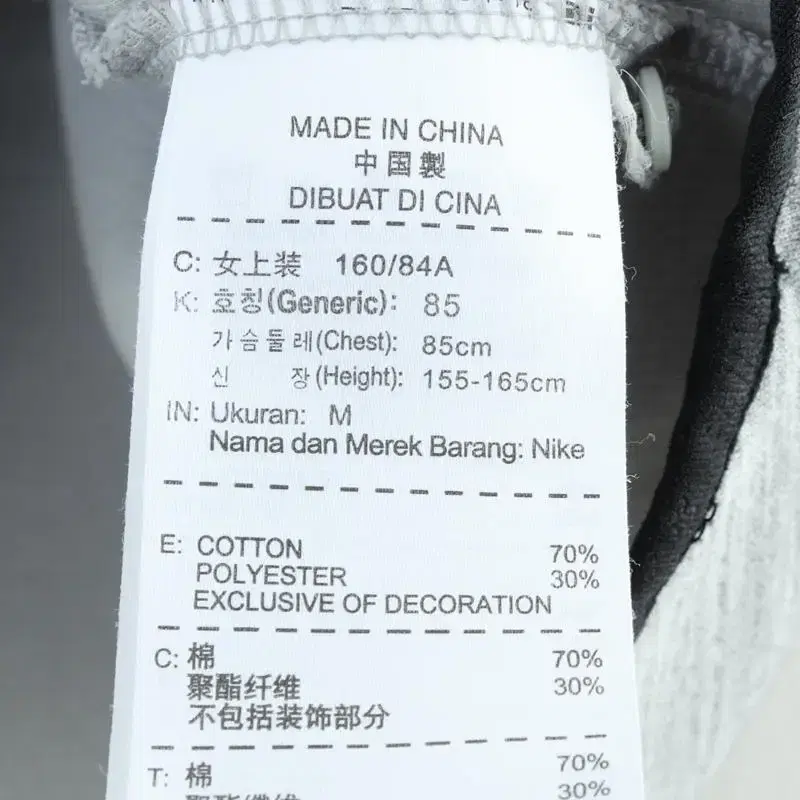 MADE IN CHINA
中国製
DIBUAT DI CINA
C: 女上装 160/84A
K: 호칭(Generic): 85
가슴둘레(Chest): 85cm
신 장(Height): 155-165cm
IN: Ukuran: M
Nama dan Merek Barang: Nike
E: COTTON 70%
POLYESTER 30%
EXCLUSIVE OF DECORATION
C: 棉 70%
聚酯纤维 30%
不包括装饰部分
T: 棉 70%
30%